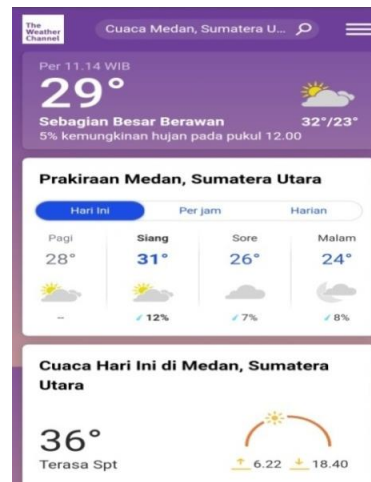 The
Weather
Channel
Cuaca Medan, Sumatera U...
Per 11.14 WIB
29°
Sebagian Besar Berawan
32°/23°
5% kemungkinan hujan pada pukul 12.00
Prakiraan Medan, Sumatera Utara
Hari Ini Per jam Harian
Pagi Siang Sore Malam
28° 31° 26° 24°
-- 12% 7% 8%
Cuaca Hari Ini di Medan, Sumatera
Utara
36°
Terasa Spt
6.22 18.40